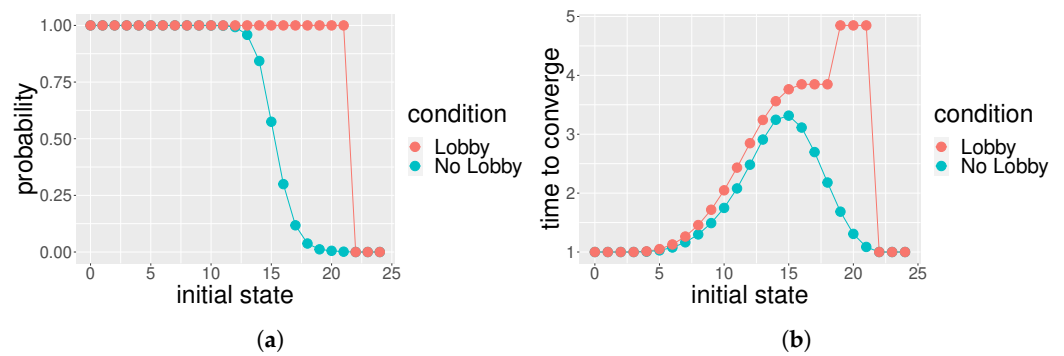 1.00
0.75
0.50
0.25
0.00
probability
0 5 10 15 20 25
initial state
condition
Lobby
No Lobby
(a)
5
4
3
2
1
time to converge
0 5 10 15 20 25
initial state
condition
Lobby
No Lobby
(b)